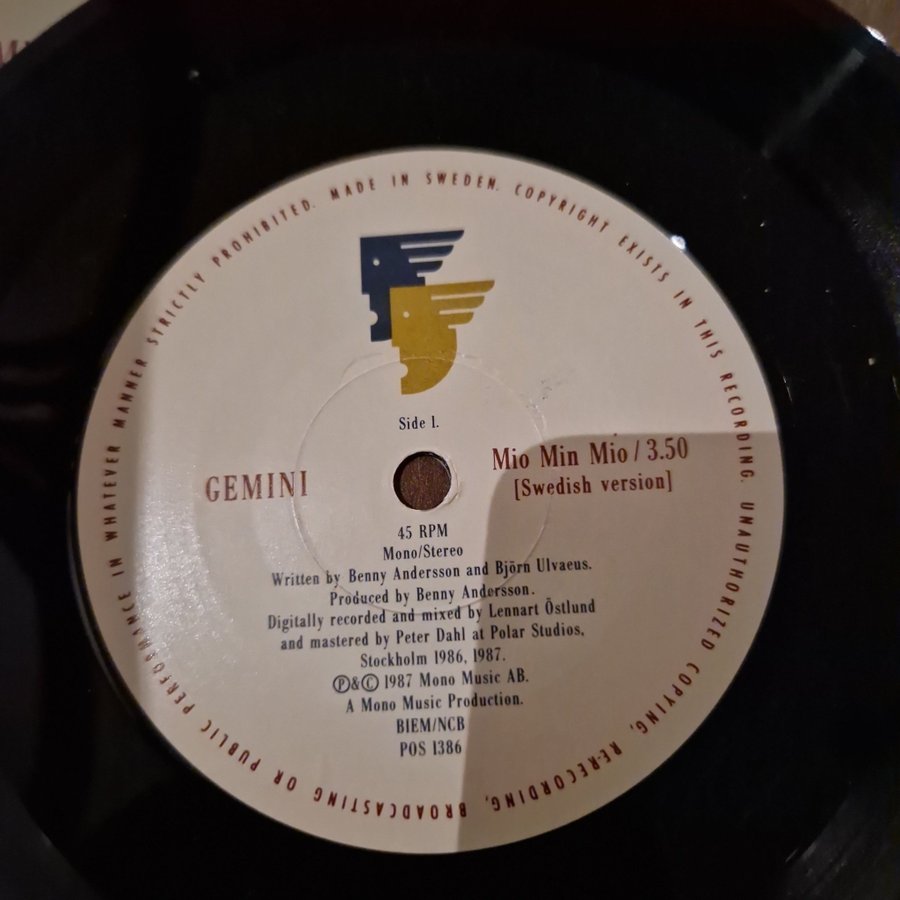 MADE IN SWEDEN. COPYRIGHT EXISTS IN THIS RECORDING. UNAUTHORIZED COPYING, RE-RECORDING, BROADCASTING OR PUBLIC PERFORMANCE IN WHATEVER MANNER STRICTLY PROHIBITED.
Side 1.
GEMINI
Mio Min Mio / 3.50
[Swedish version]
45 RPM
Mono/Stereo
Written by Benny Andersson and Björn Ulvaeus.
Produced by Benny Andersson.
Digitally recorded and mixed by Lennart Östlund
and mastered by Peter Dahl at Polar Studios,
Stockholm 1986, 1987.
Ⓟ&Ⓒ 1987 Mono Music AB.
A Mono Music Production.
BIEM/NCB
POS 1386